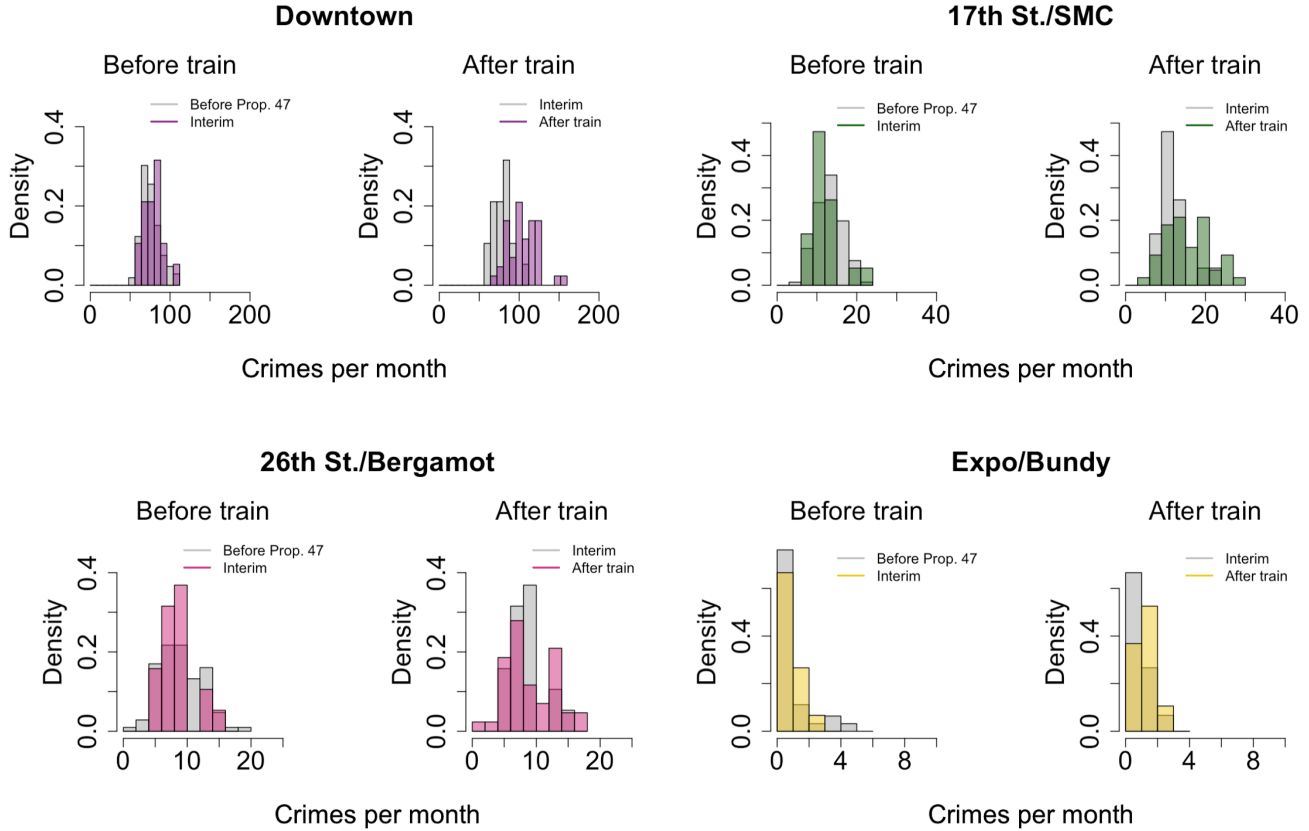 Downtown
Before train
After train
Before Prop. 47
Interim
Interim
After train
Density
0.4
0.2
0.0
0 100 200
Density
0.4
0.2
0.0
0 100 200
Crimes per month
17th St./SMC
Before train
After train
Before Prop. 47
Interim
Interim
After train
Density
0.4
0.2
0.0
0 20 40
Density
0.4
0.2
0.0
0 20 40
Crimes per month
26th St./Bergamot
Before train
After train
Before Prop. 47
Interim
Interim
After train
Density
0.4
0.2
0.0
0 10 20
Density
0.4
0.2
0.0
0 10 20
Crimes per month
Expo/Bundy
Before train
After train
Before Prop. 47
Interim
Interim
After train
Density
0.4
0.0
0 4 8
Density
0.4
0.0
0 4 8
Crimes per month